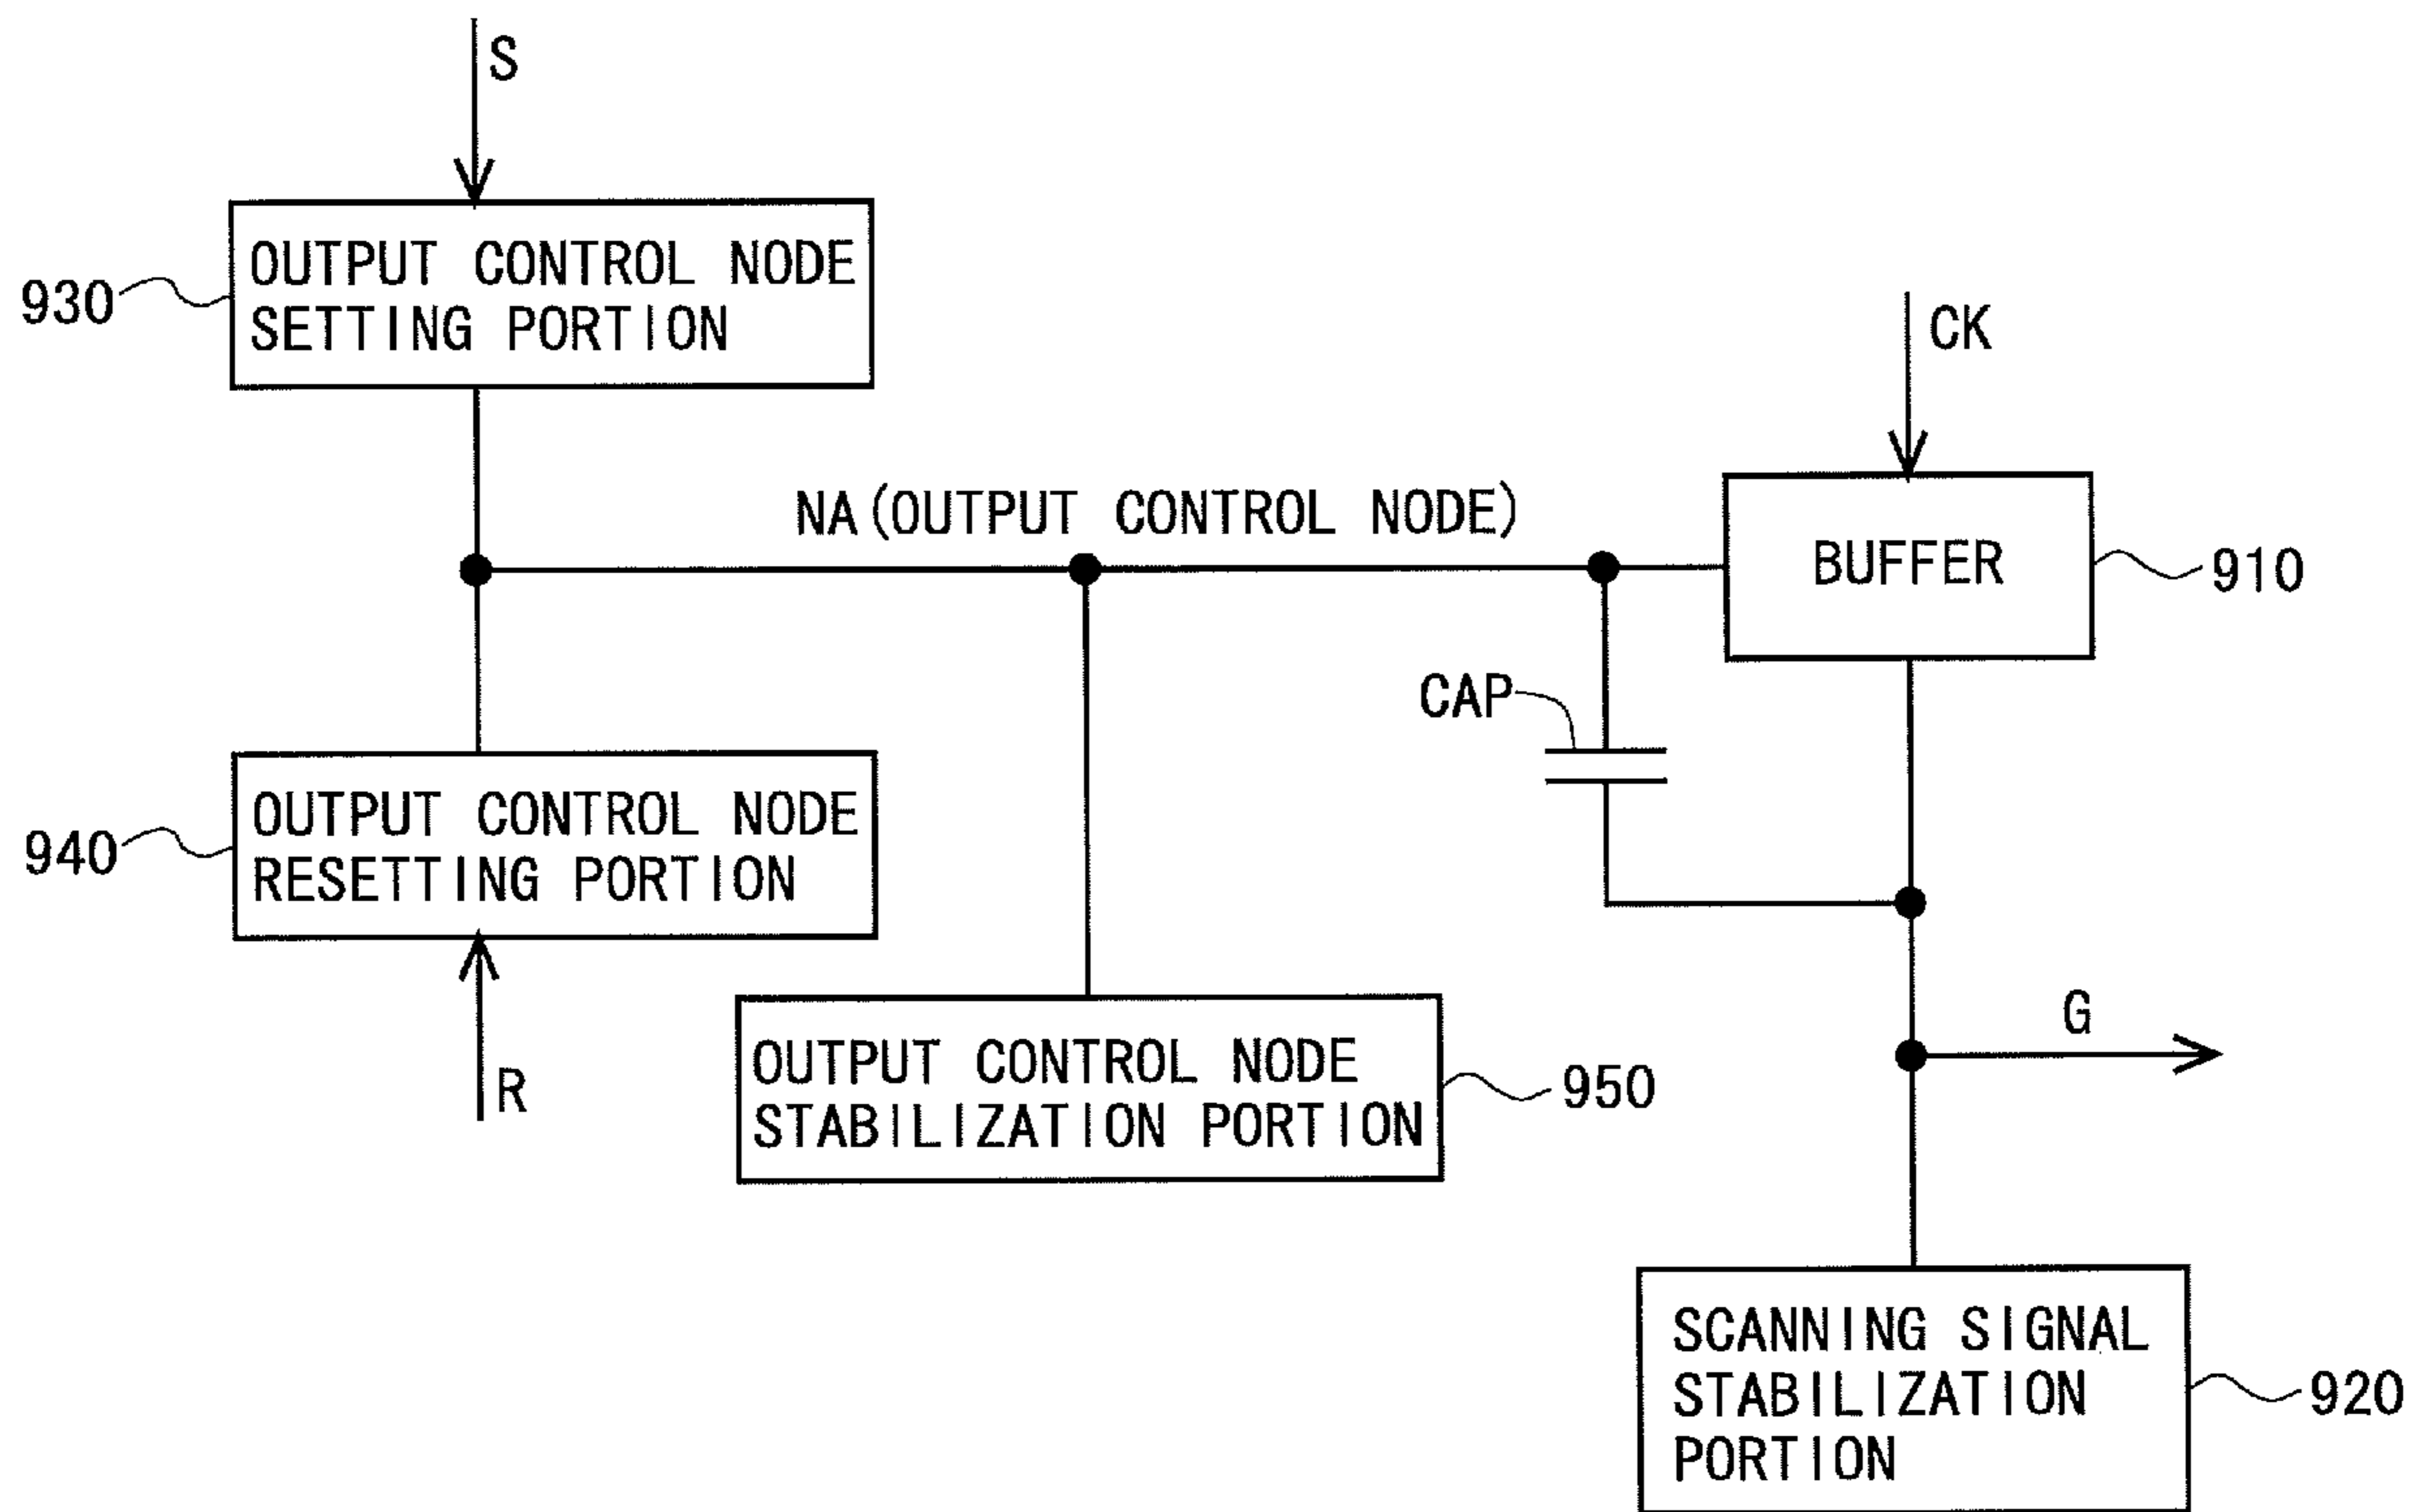 S
OUTPUT CONTROL NODE
SETTING PORTION
930
CK
NA(OUTPUT CONTROL NODE)
BUFFER
910
CAP
OUTPUT CONTROL NODE
RESETTING PORTION
940
R
OUTPUT CONTROL NODE
STABILIZATION PORTION
950
G
SCANNING SIGNAL
STABILIZATION
PORTION
920